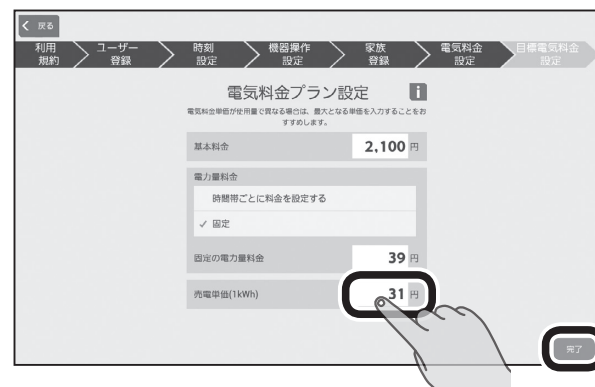 戻る
利用規約
ユーザー登録
時刻設定
機器操作設定
家族登録
電気料金設定
目標電気料金設定
電気料金プラン設定
電気料金単価が使用量で異なる場合は、最大となる単価を入力することをお
すすめします。
基本料金 2,100 円
電力量料金
時間帯ごとに料金を設定する
✓ 固定
固定の電力量料金 39 円
売電単価(1kWh) 31 円
完了